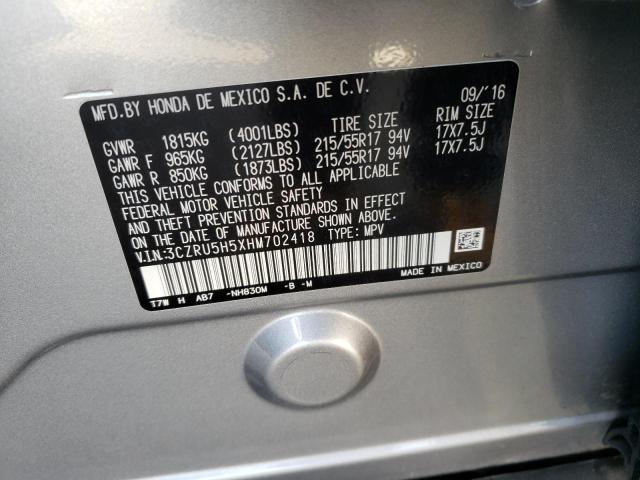 MFD.BY HONDA DE MEXICO S.A. DE C.V. 09/'16
TIRE SIZE RIM SIZE
GVWR 1815KG (4001LBS)
GAWR F 965KG (2127LBS) 215/55R17 94V 17X7.5J
GAWR R 850KG (1873LBS) 215/55R17 94V 17X7.5J
THIS VEHICLE CONFORMS TO ALL APPLICABLE
FEDERAL MOTOR VEHICLE SAFETY
AND THEFT PREVENTION STANDARDS IN EFFECT
ON THE DATE OF MANUFACTURE SHOWN ABOVE.
V.I.N:3CZRU5H5XHM702418 TYPE: MPV
MADE IN MEXICO
T7W H AB7 -NH830M -B -M